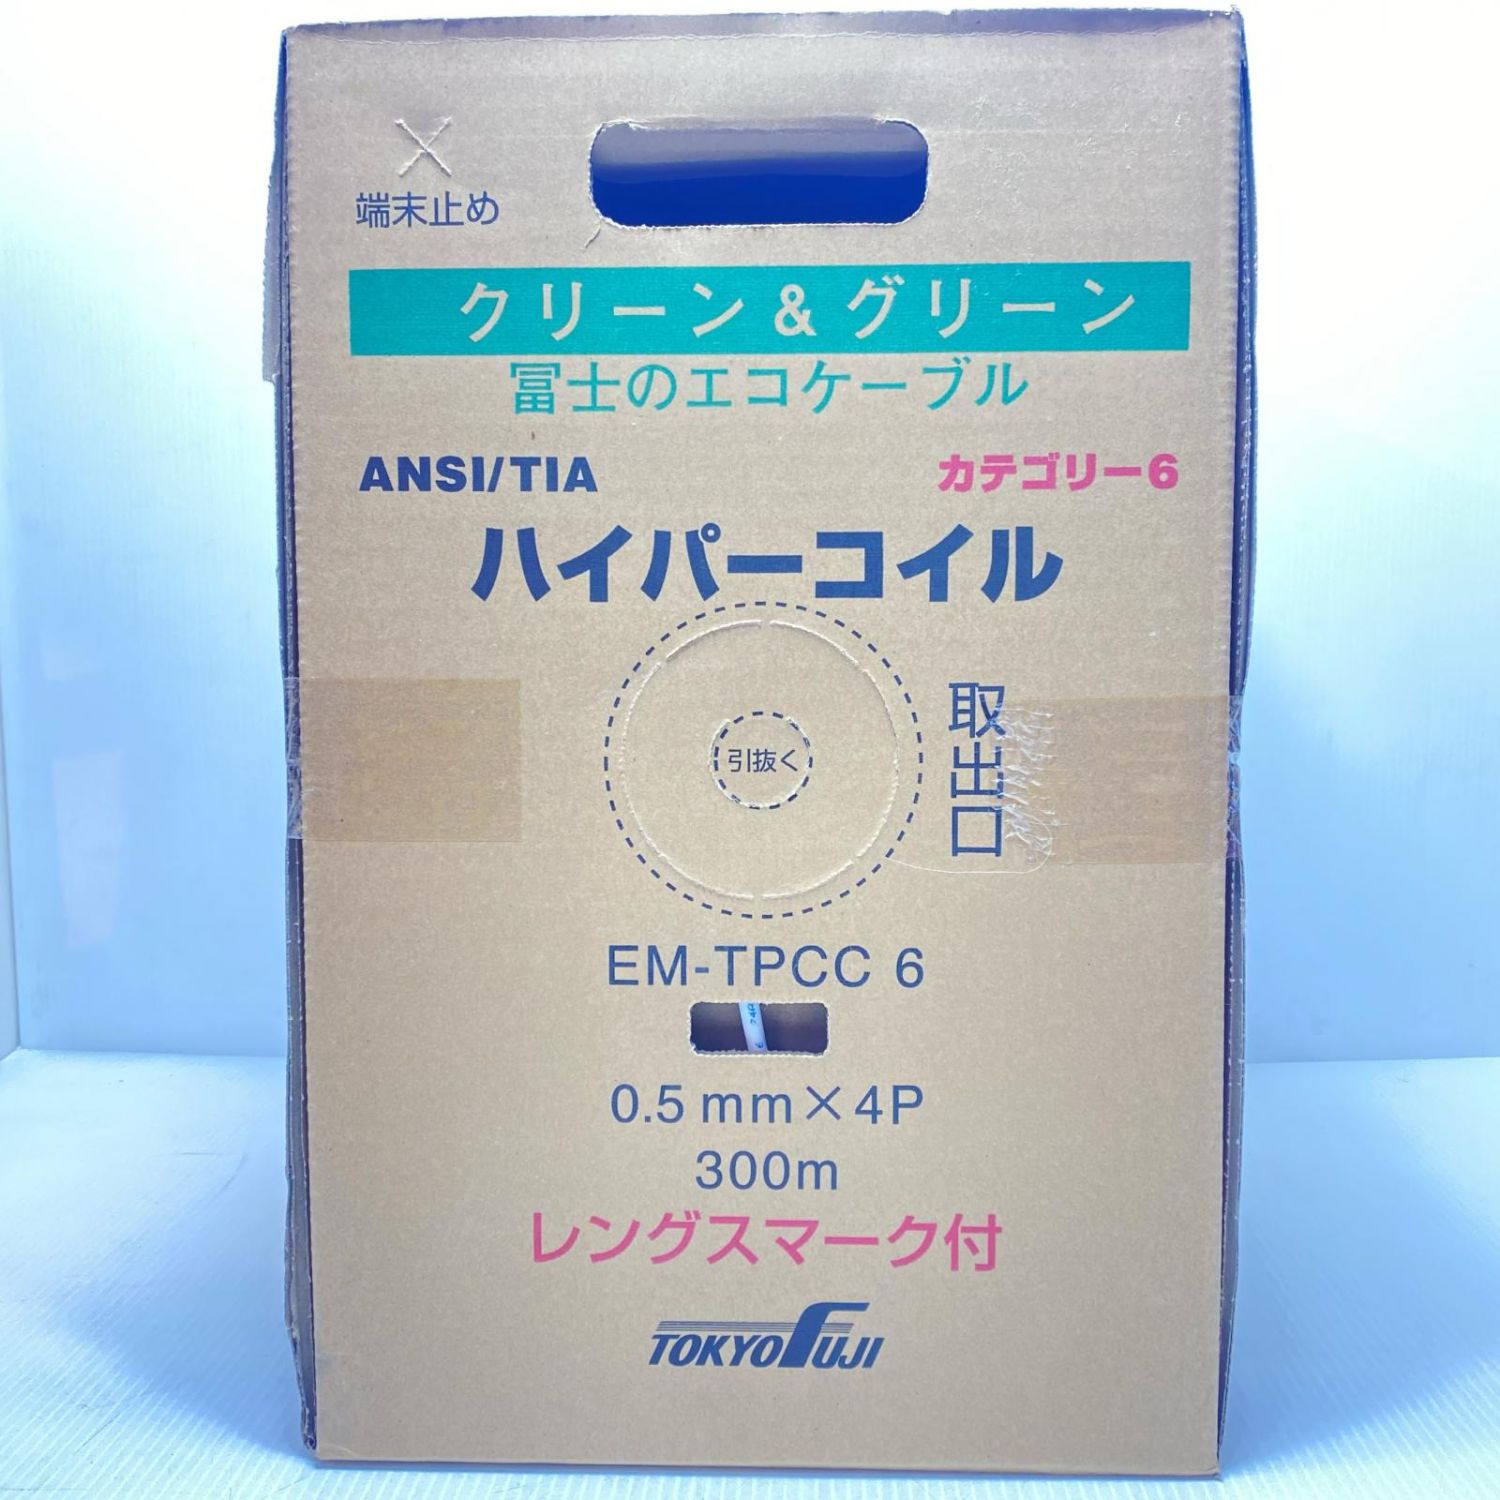 端末止め
クリーン&グリーン
冨士のエコケーブル
ANSI/TIA カテゴリー6
ハイパーコイル
引抜く
取出口
EM-TPCC 6
0.5mm×4P
300m
レングスマーク付
TOKYO FUJI